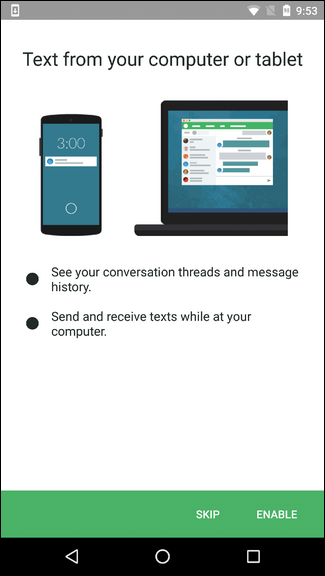 9:53
Text from your computer or tablet
3:00
See your conversation threads and message
history.
Send and receive texts while at your
computer.
SKIP
ENABLE